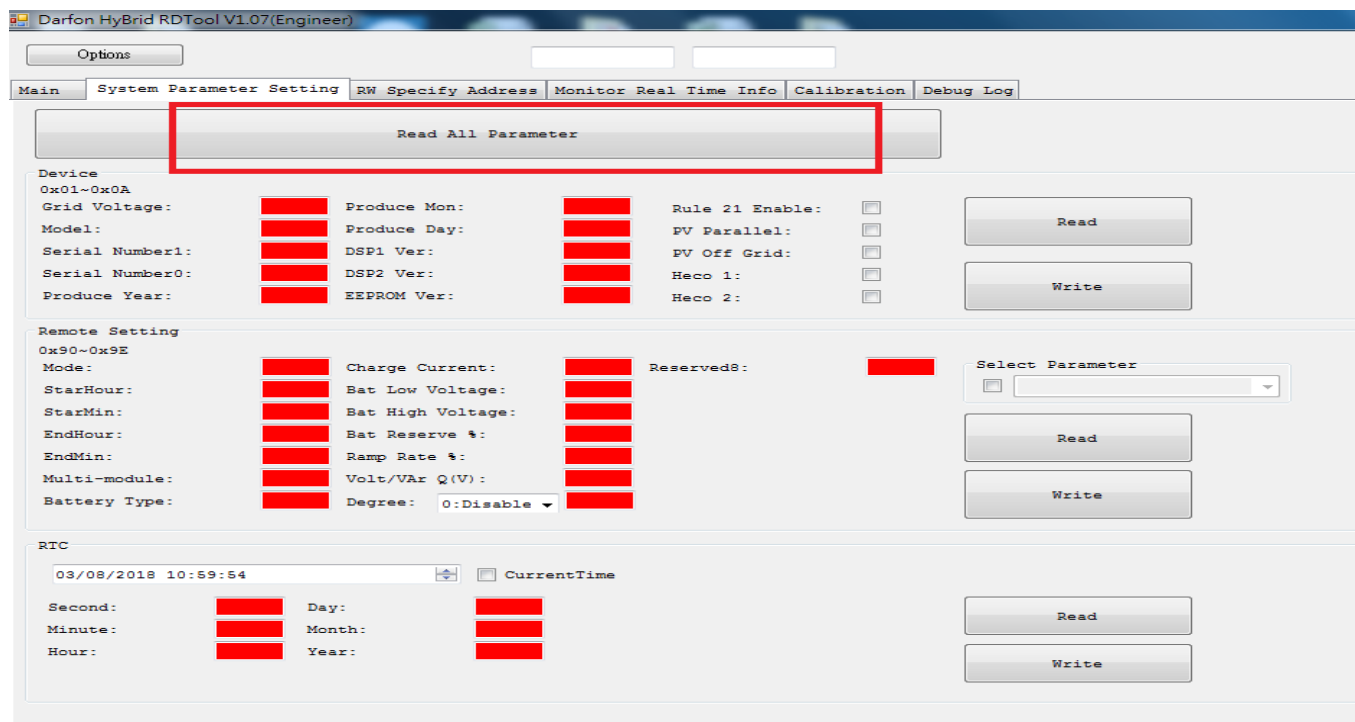 Darfon HyBrid RDTool V1.07(Engineer)
Options
Main System Parameter Setting RW Specify Address Monitor Real Time Info Calibration Debug Log
Read All Parameter
Device
0x01~0x0A
Grid Voltage: Produce Mon: Rule 21 Enable:
Model: Produce Day: PV Parallel:
Serial Number1: DSP1 Ver: PV Off Grid:
Serial Number0: DSP2 Ver: Heco 1:
Produce Year: EEPROM Ver: Heco 2:
Read
Write
Remote Setting
0x90~0x9E
Mode: Charge Current: Reserved8:
StarHour: Bat Low Voltage:
StarMin: Bat High Voltage:
EndHour: Bat Reserve %:
EndMin: Ramp Rate %:
Multi-module: Volt/VAr Q(V):
Battery Type: Degree: 0:Disable
Select Parameter
Read
Write
RTC
03/08/2018 10:59:54 CurrentTime
Second: Day:
Minute: Month:
Hour: Year:
Read
Write